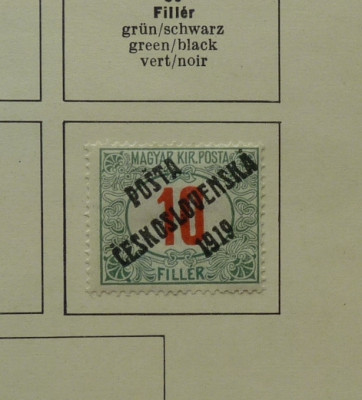 Fillér
grün/schwarz
green/black
vert/noir
MAGYAR KIR. POSTA
POŠTA
ČESKOSLOVENSKÁ
1919
10
FILLÉR